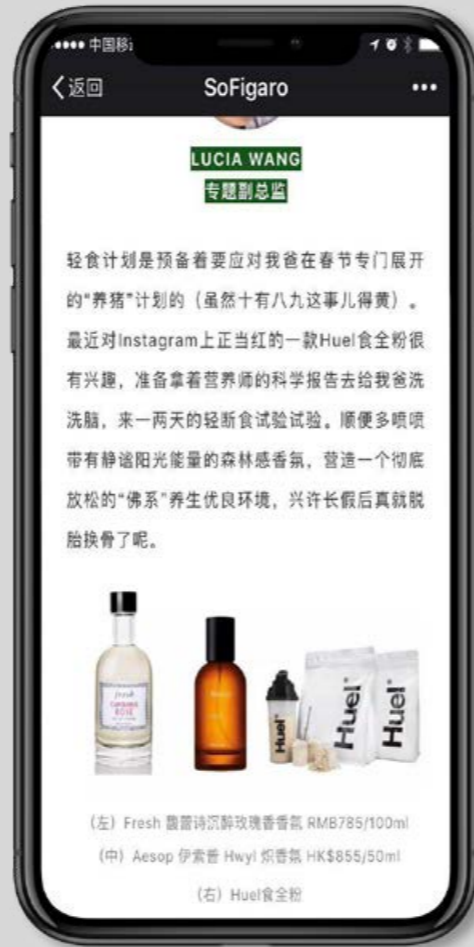 中国移
返回
SoFigaro
LUCIA WANG
专题副总监
轻食计划是预备着要应对我爸在春节专门展开
的“养猪”计划的（虽然十有八九这事儿得黄）。
最近对Instagram上正当红的一款Huel食全粉很
有兴趣，准备拿着营养师的科学报告去给我爸洗
洗脑，来一两天的轻断食试验试验。顺便多喷喷
带有静谧阳光能量的森林感香氛，营造一个彻底
放松的“佛系”养生优良环境，兴许长假后真就脱
胎换骨了呢。
fresh
ROSE
Huel
Huel
Huel
（左）Fresh 馥蕾诗沉醉玫瑰香香氛 RMB785/100ml
（中）Aesop 伊索香 Hwyl 炽香氛 HK$855/50ml
（右）Huel食全粉